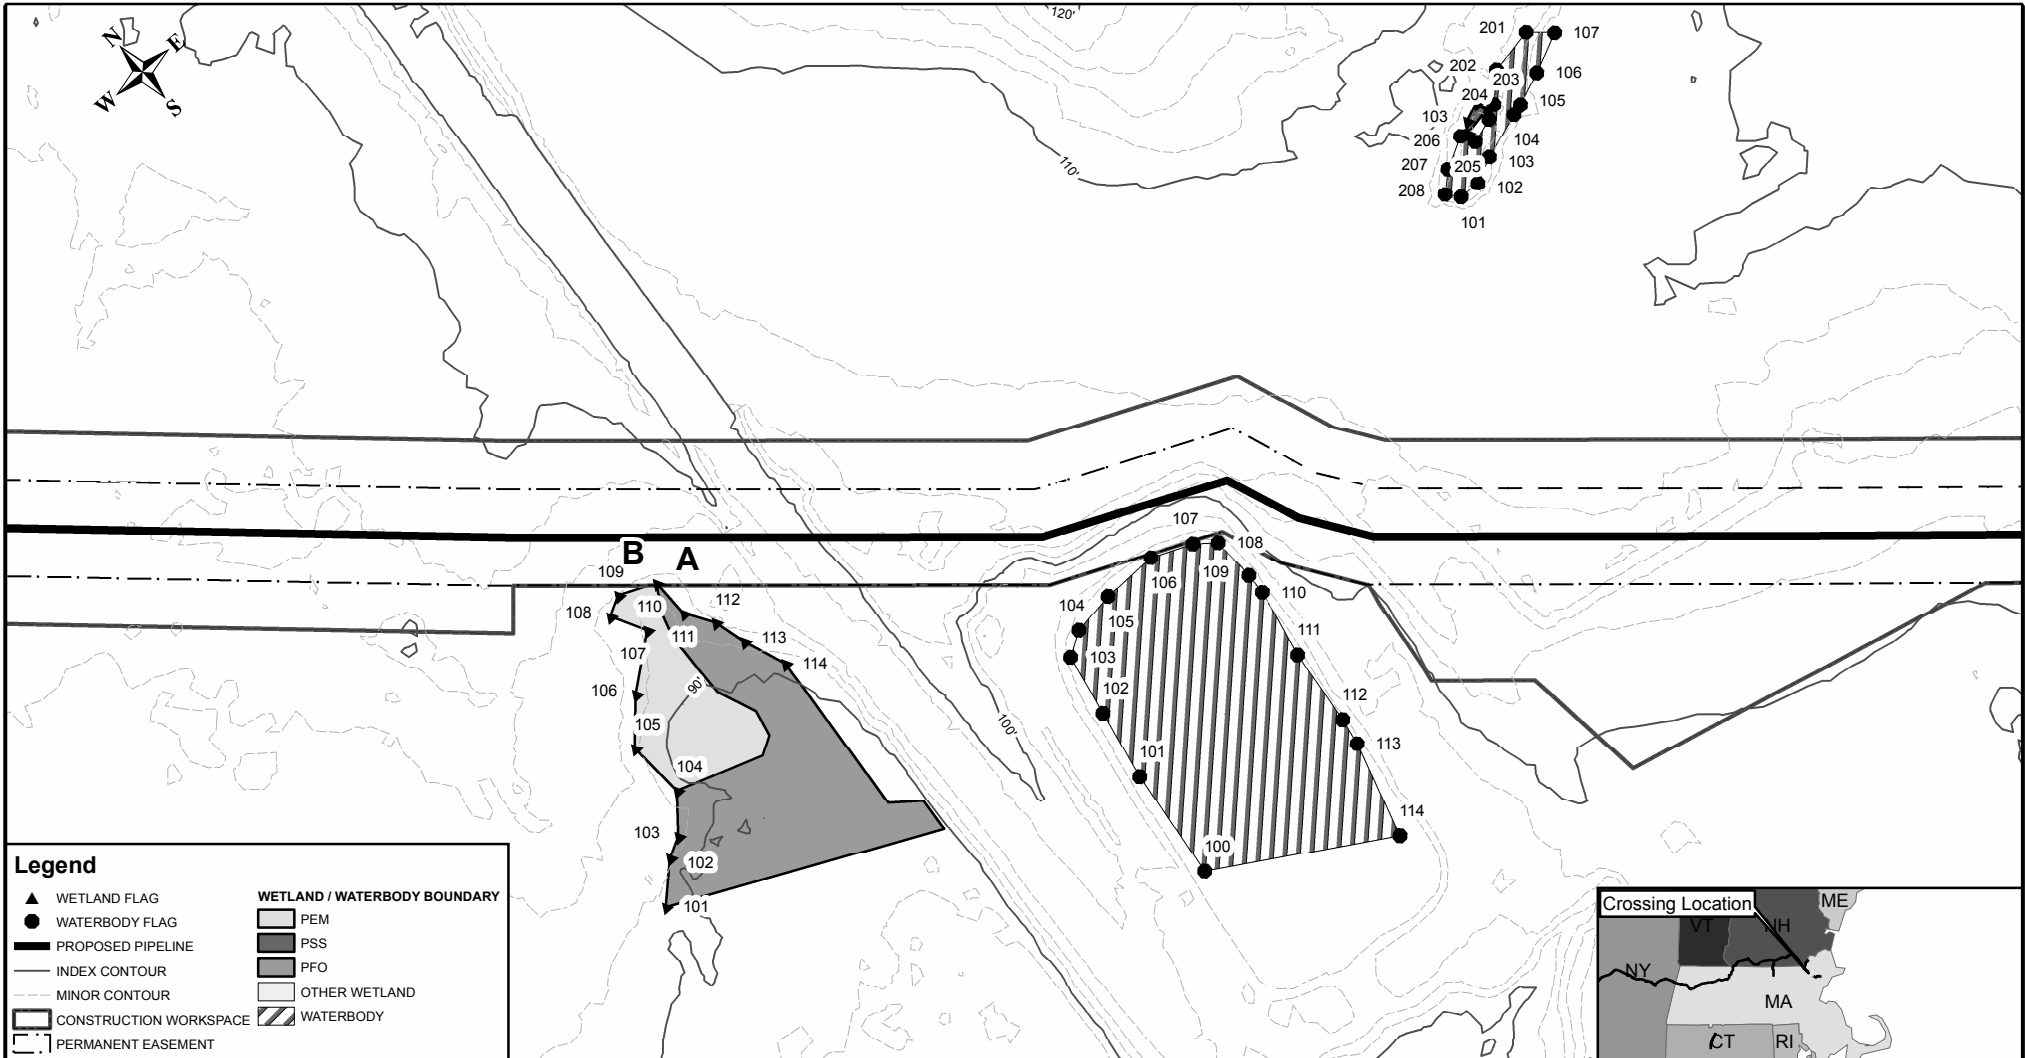 120'
N
E
W
S
201
107
202
203
106
204
105
103
104
206
103
207
205
102
208
101
110'
107
108
B
A
109
106
109
108
110
112
104
110
105
111
113
111
107
114
103
106
90'
102
112
105
100'
113
101
104
114
103
100
102
101
Legend
WETLAND FLAG
WATERBODY FLAG
PROPOSED PIPELINE
INDEX CONTOUR
MINOR CONTOUR
CONSTRUCTION WORKSPACE
PERMANENT EASEMENT
WETLAND / WATERBODY BOUNDARY
PEM
PSS
PFO
OTHER WETLAND
WATERBODY
Crossing Location
ME
VT
NH
NY
MA
CT
RI